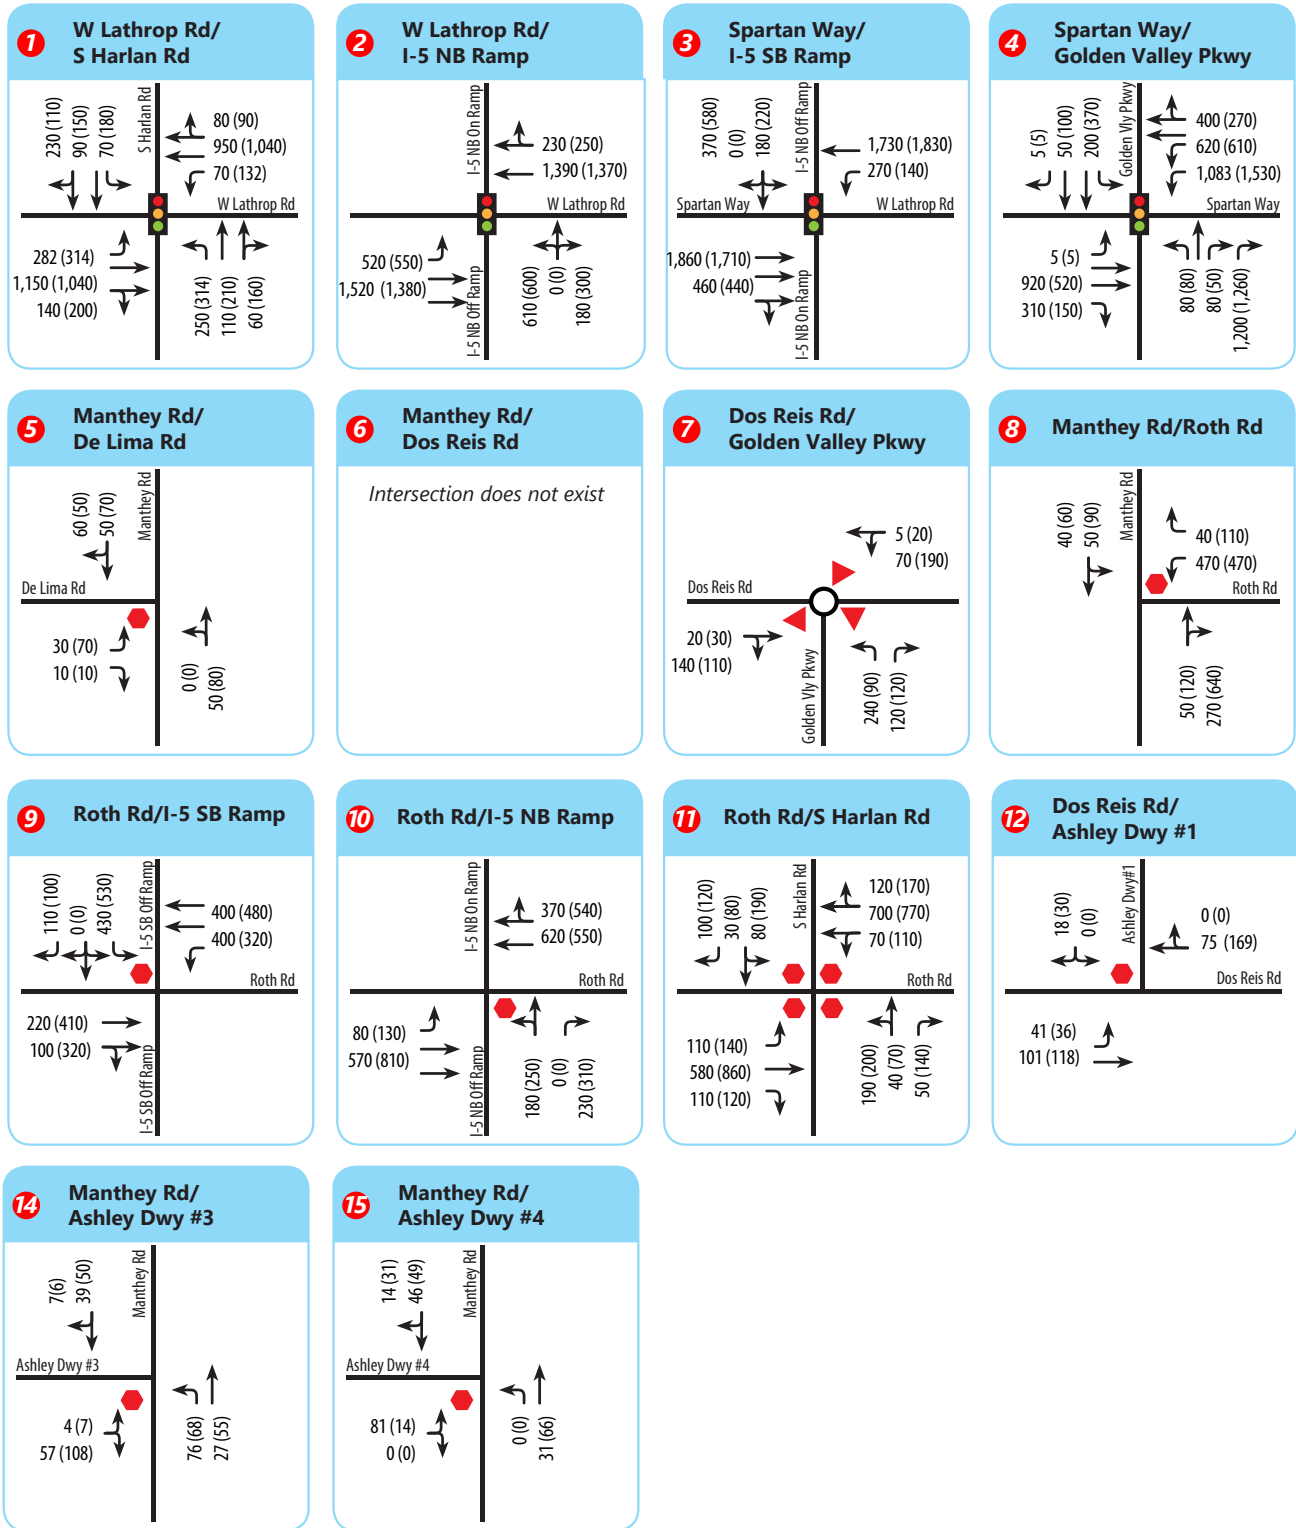 1
W Lathrop Rd/
S Harlan Rd
230 (110)
90 (150)
70 (180)
S Harlan Rd
80 (90)
950 (1,040)
70 (132)
W Lathrop Rd
282 (314)
1,150 (1,040)
140 (200)
250 (314)
110 (210)
60 (160)
2
W Lathrop Rd/
I-5 NB Ramp
I-5 NB On Ramp
230 (250)
1,390 (1,370)
W Lathrop Rd
520 (550)
1,520 (1,380)
I-5 NB Off Ramp
610 (600)
0 (0)
180 (300)
3
Spartan Way/
I-5 SB Ramp
370 (580)
0 (0)
180 (220)
I-5 NB Off Ramp
1,730 (1,830)
270 (140)
Spartan Way
W Lathrop Rd
1,860 (1,710)
460 (440)
I-5 NB On Ramp
4
Spartan Way/
Golden Valley Pkwy
5 (5)
50 (100)
200 (370)
Golden Vly Pkwy
400 (270)
620 (610)
1,083 (1,530)
Spartan Way
5 (5)
920 (520)
310 (150)
80 (80)
80 (50)
1,200 (1,260)
5
Manthey Rd/
De Lima Rd
60 (50)
50 (70)
Manthey Rd
De Lima Rd
30 (70)
10 (10)
0 (0)
50 (80)
6
Manthey Rd/
Dos Reis Rd
Intersection does not exist
7
Dos Reis Rd/
Golden Valley Pkwy
5 (20)
70 (190)
Dos Reis Rd
20 (30)
140 (110)
Golden Vly Pkwy
240 (90)
120 (120)
8
Manthey Rd/Roth Rd
40 (60)
50 (90)
Manthey Rd
40 (110)
470 (470)
Roth Rd
50 (120)
270 (640)
9
Roth Rd/I-5 SB Ramp
110 (100)
0 (0)
430 (530)
I-5 SB Off Ramp
400 (480)
400 (320)
Roth Rd
220 (410)
100 (320)
I-5 SB Off Ramp
10
Roth Rd/I-5 NB Ramp
I-5 NB On Ramp
370 (540)
620 (550)
Roth Rd
80 (130)
570 (810)
I-5 NB Off Ramp
180 (250)
0 (0)
230 (310)
11
Roth Rd/S Harlan Rd
100 (120)
30 (80)
80 (190)
S Harlan Rd
120 (170)
700 (770)
70 (110)
Roth Rd
110 (140)
580 (860)
110 (120)
190 (200)
40 (70)
50 (140)
12
Dos Reis Rd/
Ashley Dwy #1
18 (30)
0 (0)
Ashley Dwy#1
0 (0)
75 (169)
Dos Reis Rd
41 (36)
101 (118)
14
Manthey Rd/
Ashley Dwy #3
7(6)
39 (50)
Manthey Rd
Ashley Dwy #3
4 (7)
57 (108)
76 (68)
27 (55)
15
Manthey Rd/
Ashley Dwy #4
14 (31)
46 (49)
Manthey Rd
Ashley Dwy #4
81 (14)
0 (0)
0 (0)
31 (66)